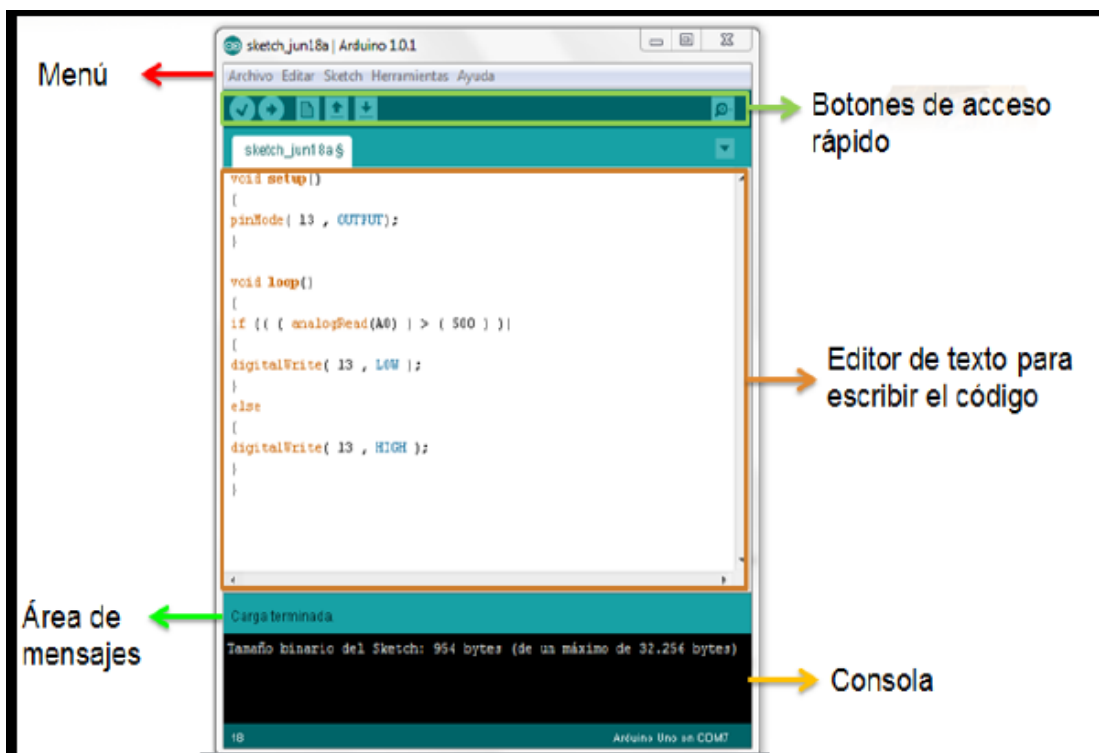 sketch_jun18a | Arduino 1.0.1
Menú
Archivo Editar Sketch Herramientas Ayuda
Botones de acceso
rápido
sketch_jun18a §
void setup()
{
pinMode( 13 , OUTPUT);
}
void loop()
{
if (( ( analogRead(A0) ) > ( 500 ) ))
{
digitalWrite( 13 , LOW );
}
else
{
digitalWrite( 13 , HIGH );
}
}
Editor de texto para
escribir el código
Área de
mensajes
Carga terminada.
Tamaño binario del Sketch: 954 bytes (de un máximo de 32.256 bytes)
Consola
18
Arduino Uno on COM7